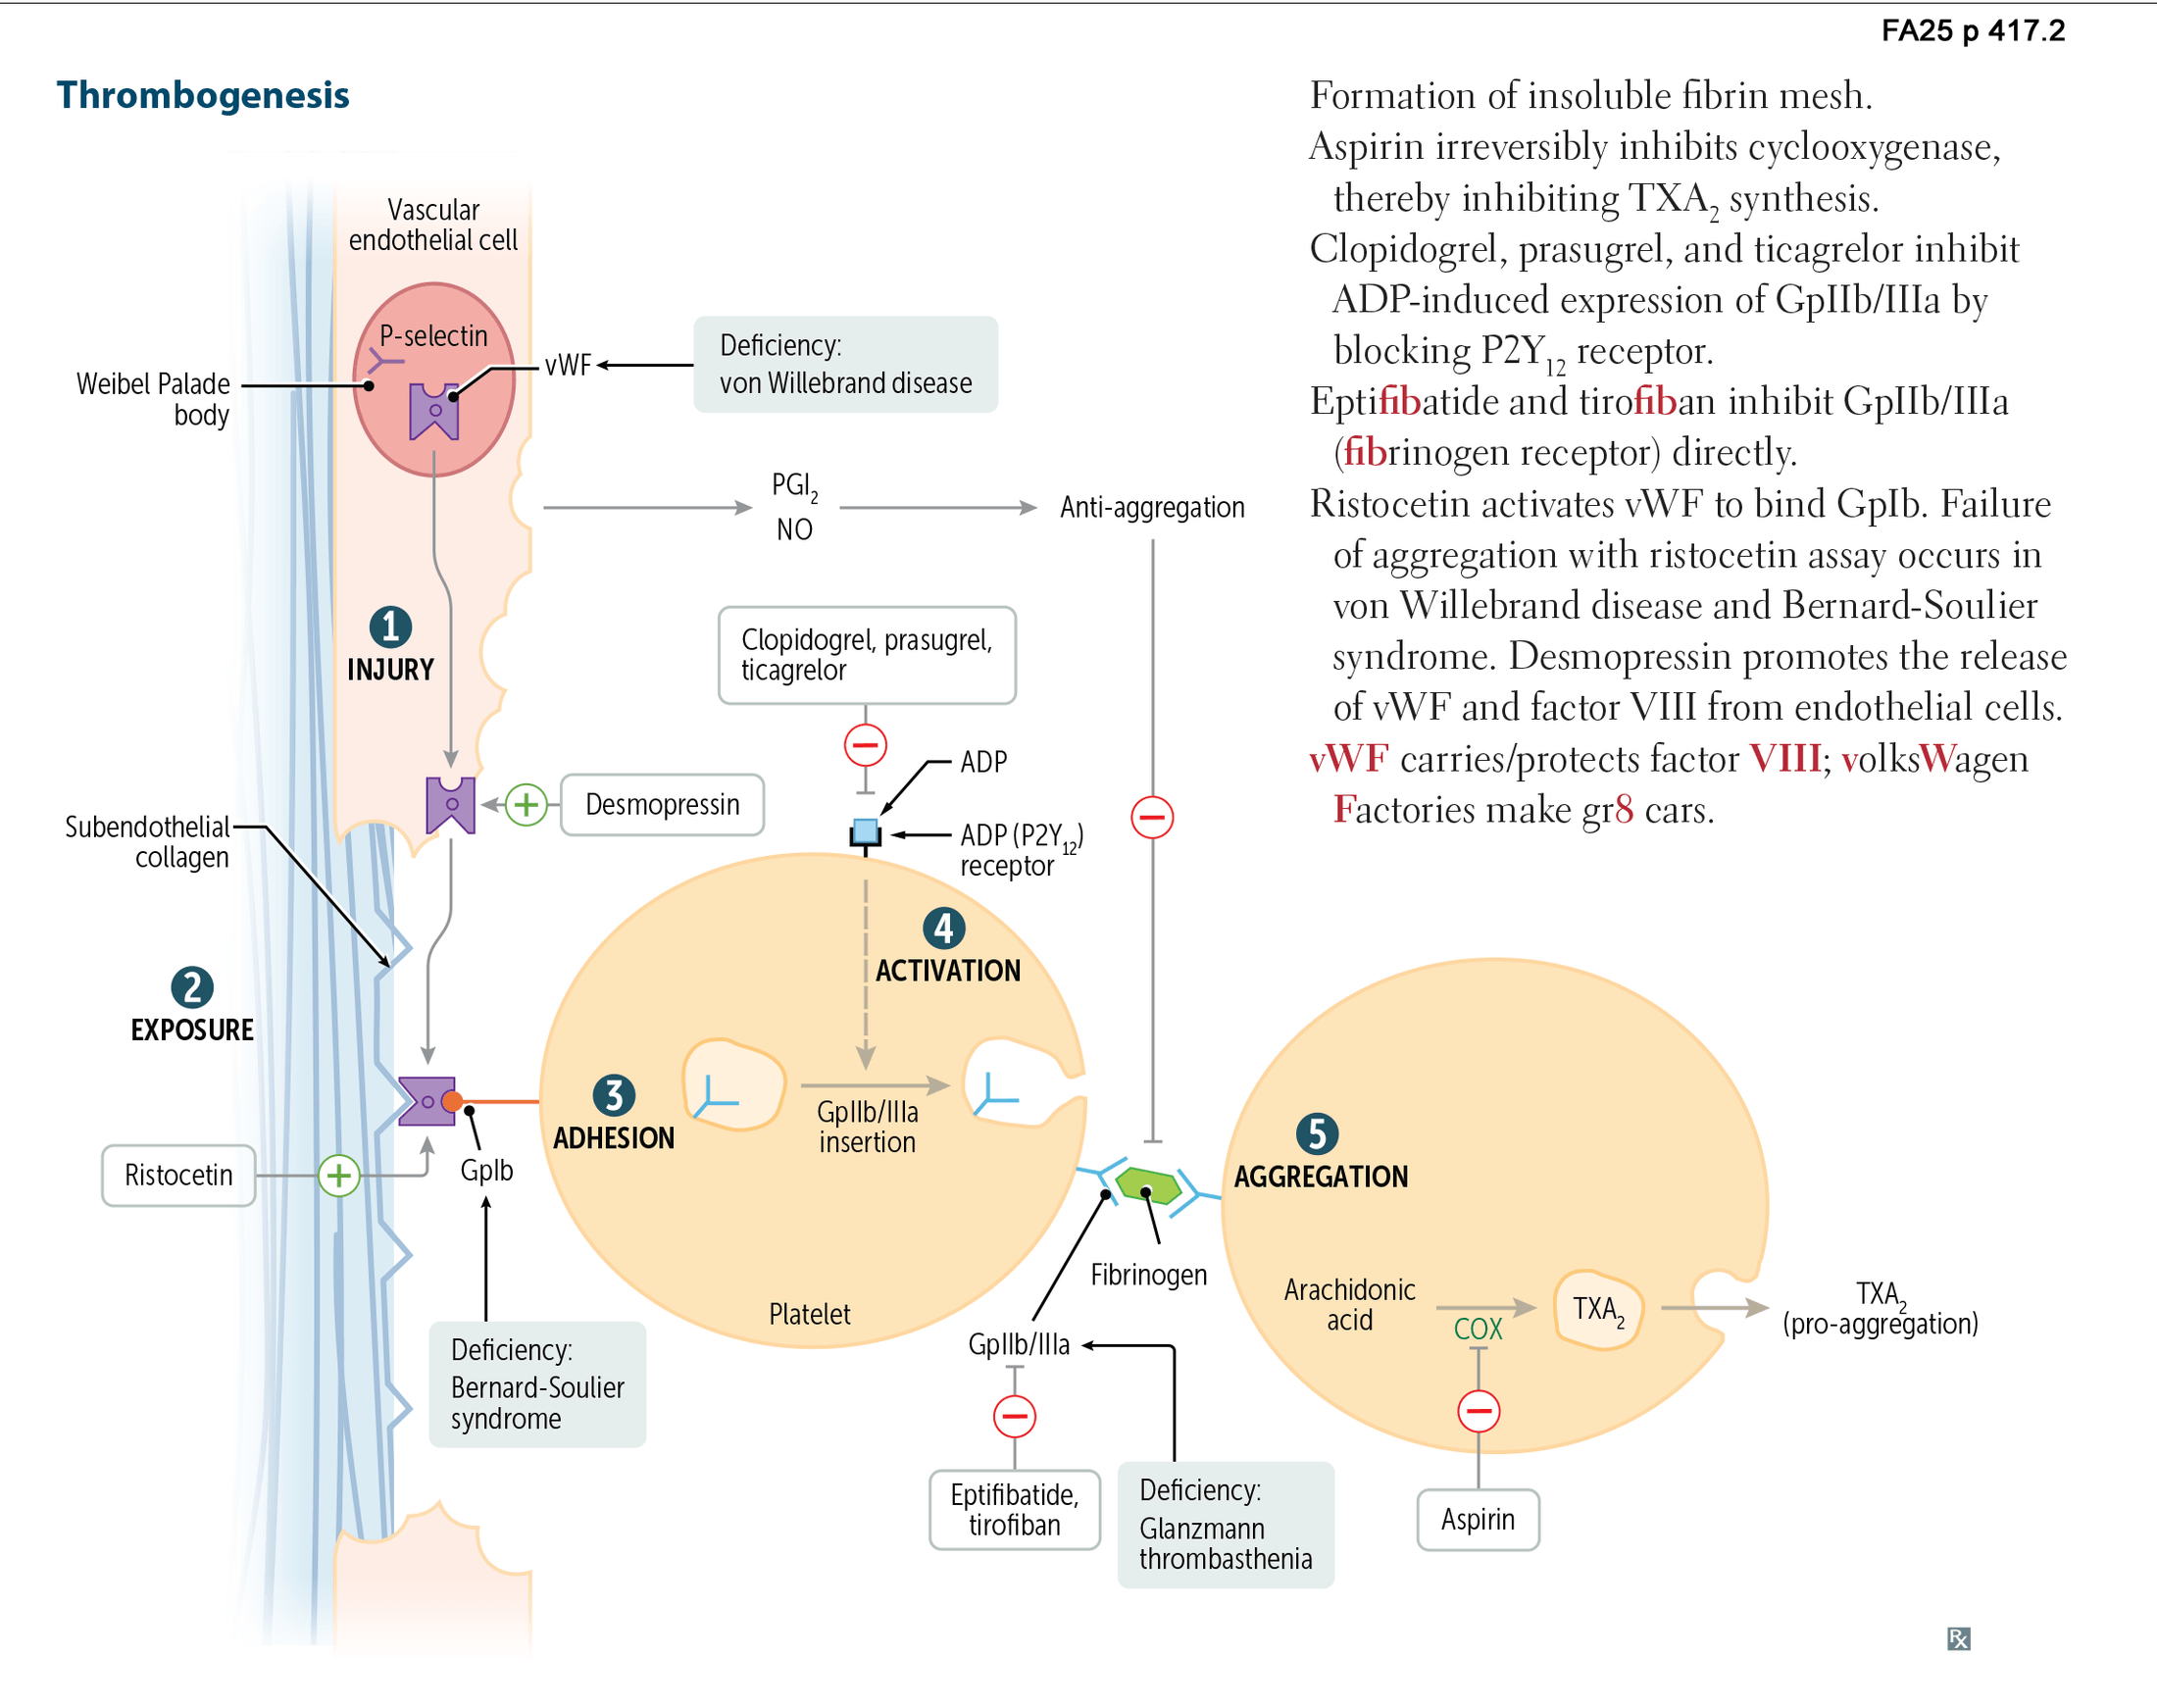 FA25 p 417.2
Thrombogenesis
Formation of insoluble fibrin mesh.
Aspirin irreversibly inhibits cyclooxygenase,
thereby inhibiting TXA2 synthesis.
Clopidogrel, prasugrel, and ticagrelor inhibit
ADP-induced expression of GpIIb/IIIa by
blocking P2Y12 receptor.
Eptifibatide and tirofiban inhibit GpIIb/IIIa
(fibrinogen receptor) directly.
Ristocetin activates vWF to bind GpIb. Failure
of aggregation with ristocetin assay occurs in
von Willebrand disease and Bernard-Soulier
syndrome. Desmopressin promotes the release
of vWF and factor VIII from endothelial cells.
vWF carries/protects factor VIII; volksWagen
Factories make gr8 cars.
Vascular
endothelial cell
P-selectin
vWF
Deficiency:
von Willebrand disease
Weibel Palade
body
PGI2
NO
Anti-aggregation
1
INJURY
Clopidogrel, prasugrel,
ticagrelor
ADP
Desmopressin
ADP (P2Y12)
receptor
Subendothelial
collagen
4
ACTIVATION
2
EXPOSURE
3
ADHESION
GpIIb/IIIa
insertion
5
AGGREGATION
Ristocetin
GpIb
Fibrinogen
Platelet
Arachidonic
acid
COX
TXA2
TXA2
(pro-aggregation)
GpIIb/IIIa
Deficiency:
Bernard-Soulier
syndrome
Eptifibatide,
tirofiban
Deficiency:
Glanzmann
thrombasthenia
Aspirin
Rx